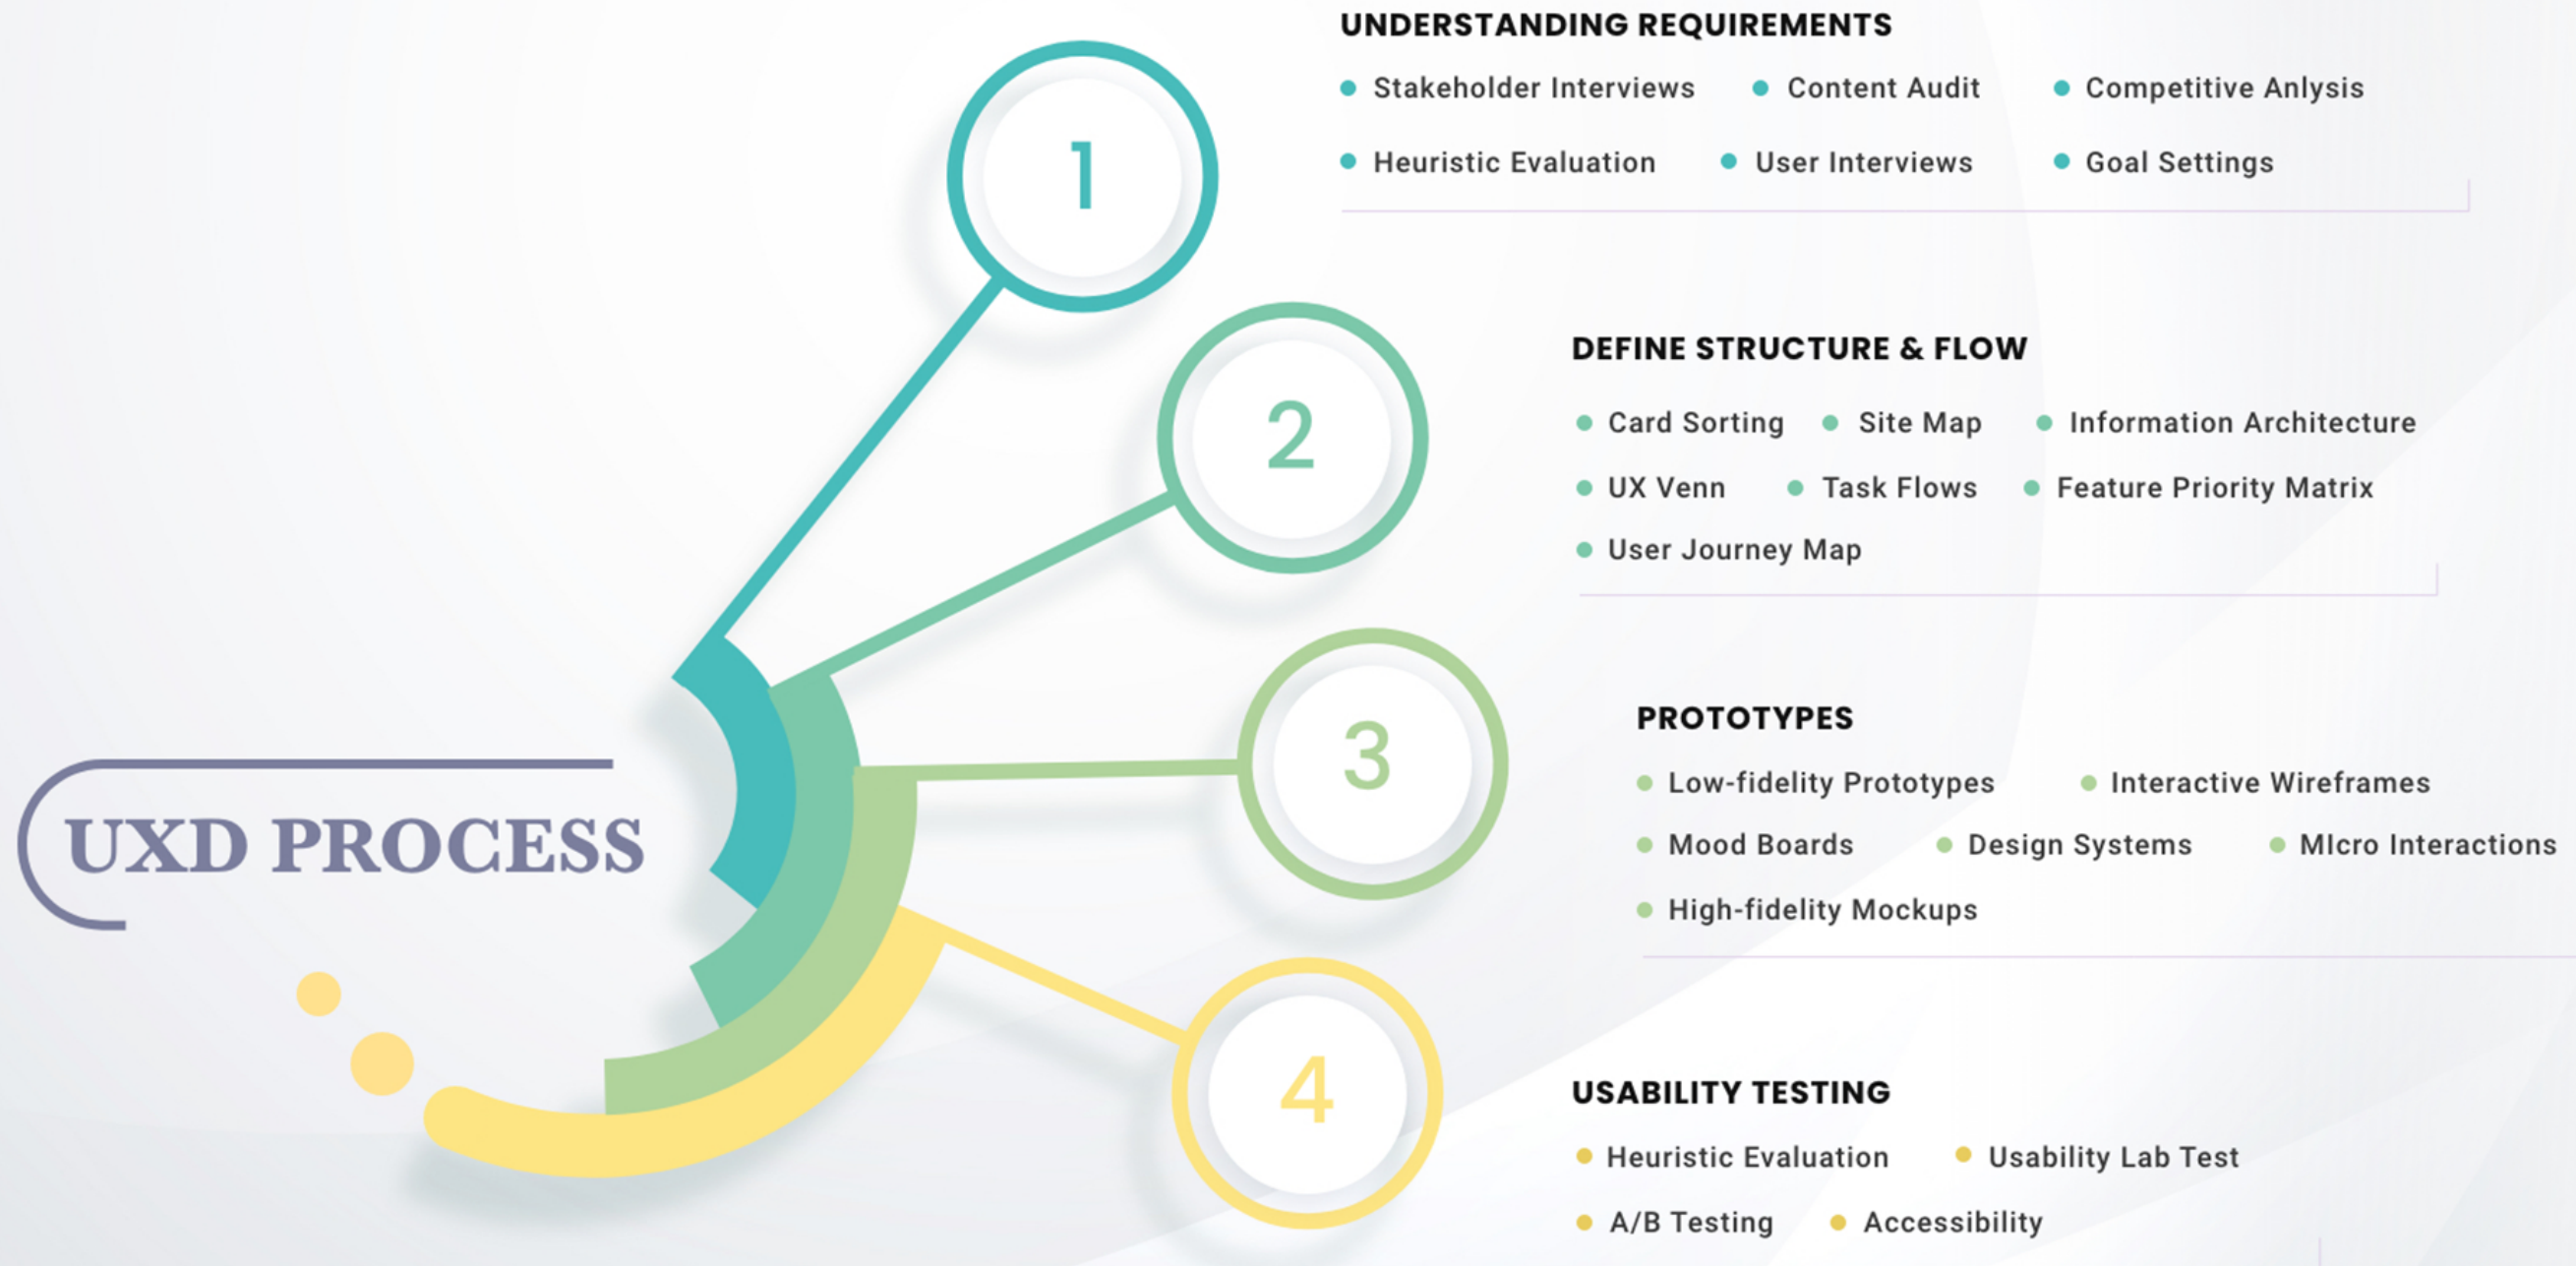 UXD PROCESS
1
UNDERSTANDING REQUIREMENTS
Stakeholder Interviews Content Audit Competitive Anlysis
Heuristic Evaluation User Interviews Goal Settings
2
DEFINE STRUCTURE & FLOW
Card Sorting Site Map Information Architecture
UX Venn Task Flows Feature Priority Matrix
User Journey Map
3
PROTOTYPES
Low-fidelity Prototypes Interactive Wireframes
Mood Boards Design Systems MIcro Interactions
High-fidelity Mockups
4
USABILITY TESTING
Heuristic Evaluation Usability Lab Test
A/B Testing Accessibility